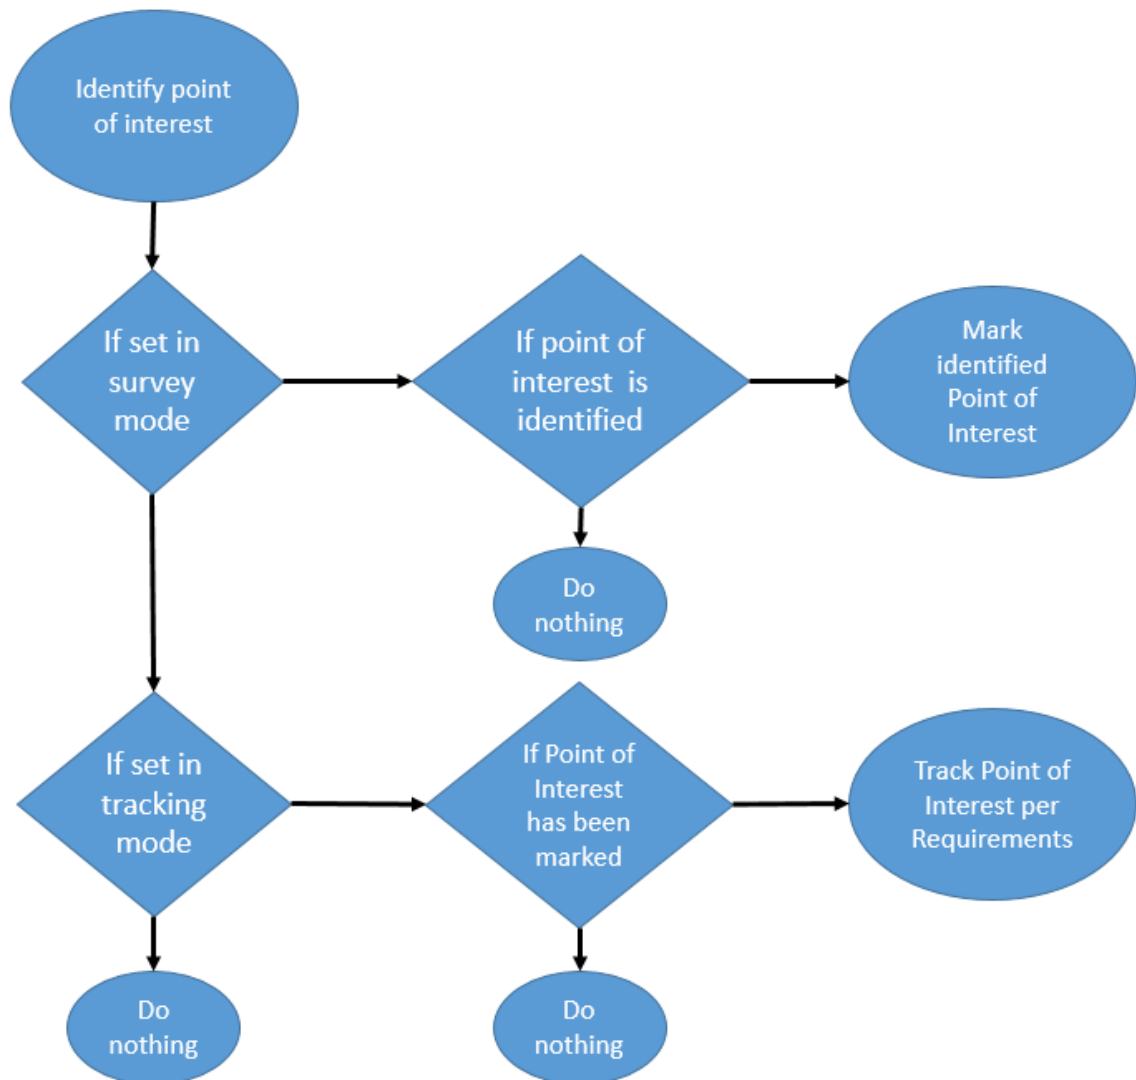 Identify point
of interest
If set in
survey
mode
If point of
interest  is
identified
Mark
identified
Point of
Interest
Do
nothing
If set in
tracking
mode
If Point of
Interest
has been
marked
Track Point of
Interest per
Requirements
Do
nothing
Do
nothing